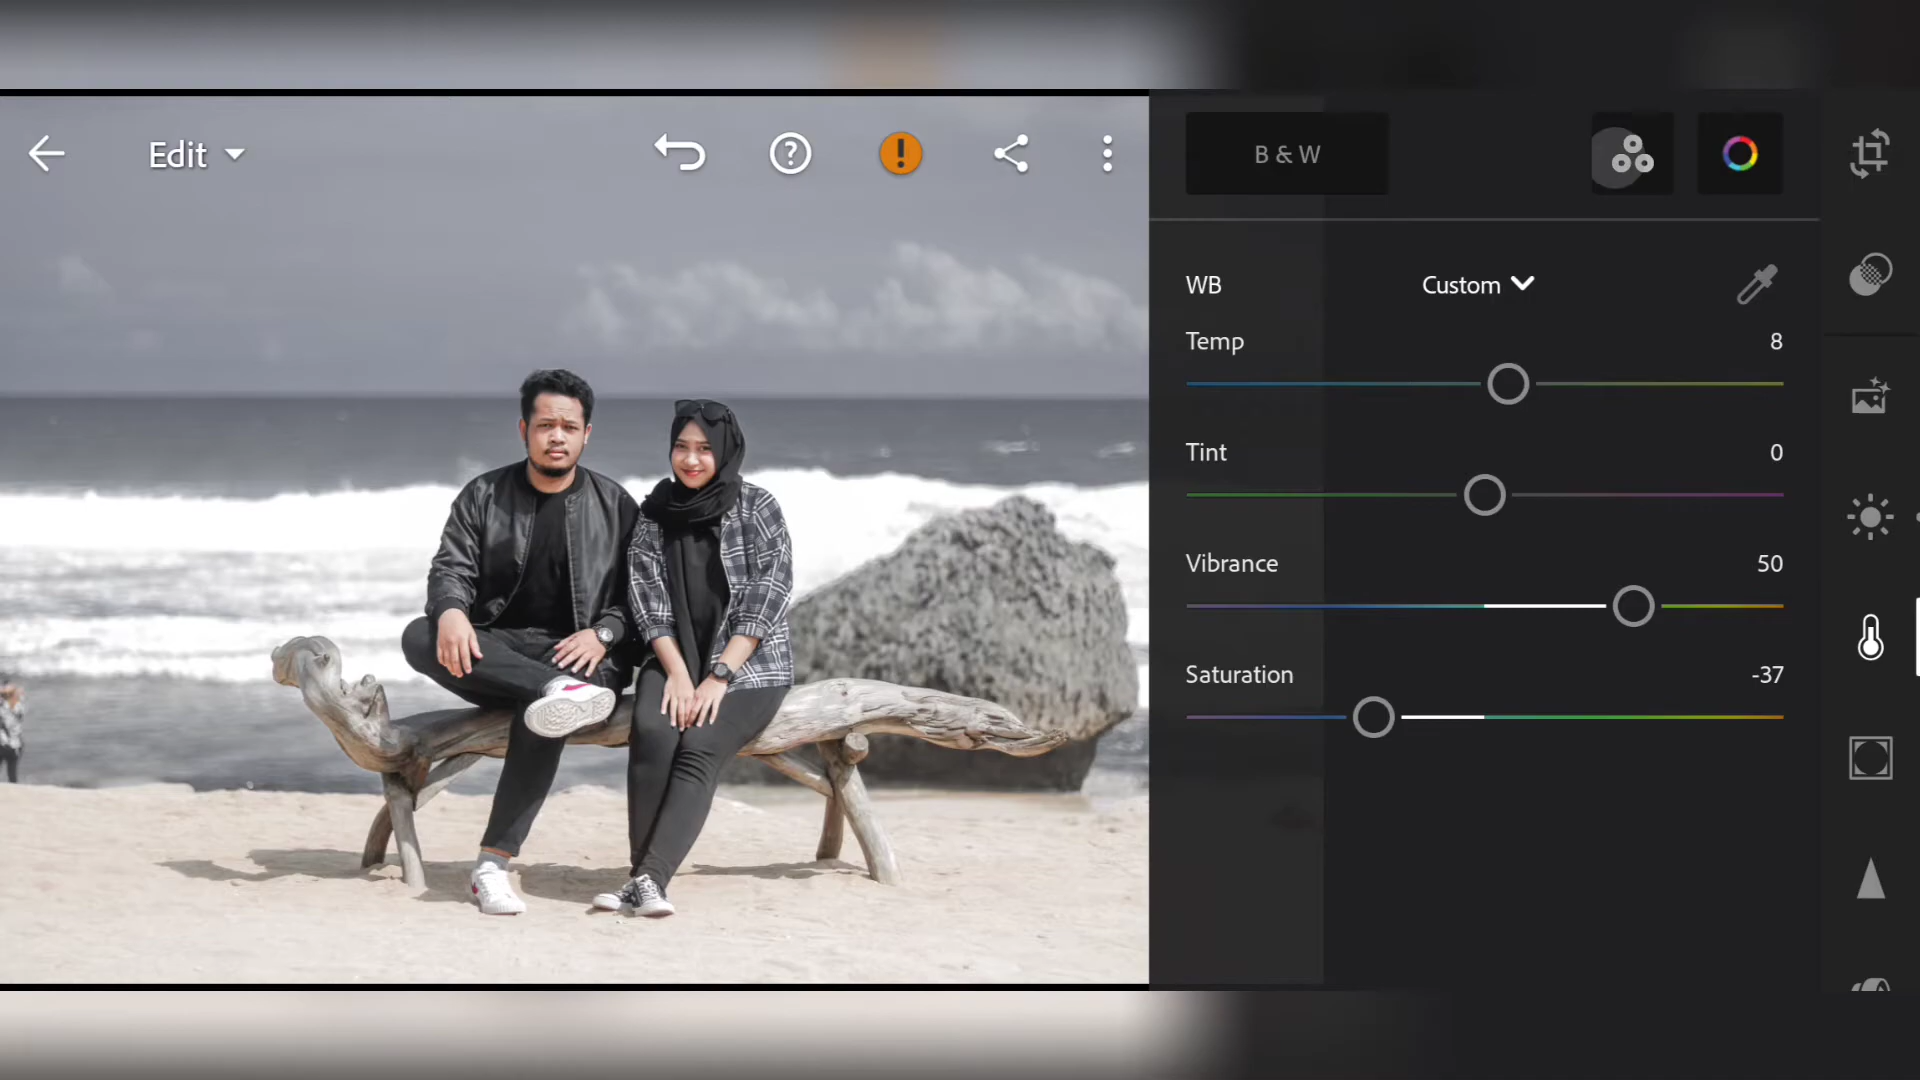 Edit
B & W
WB
Custom
Temp
8
Tint
0
Vibrance
50
Saturation
-37